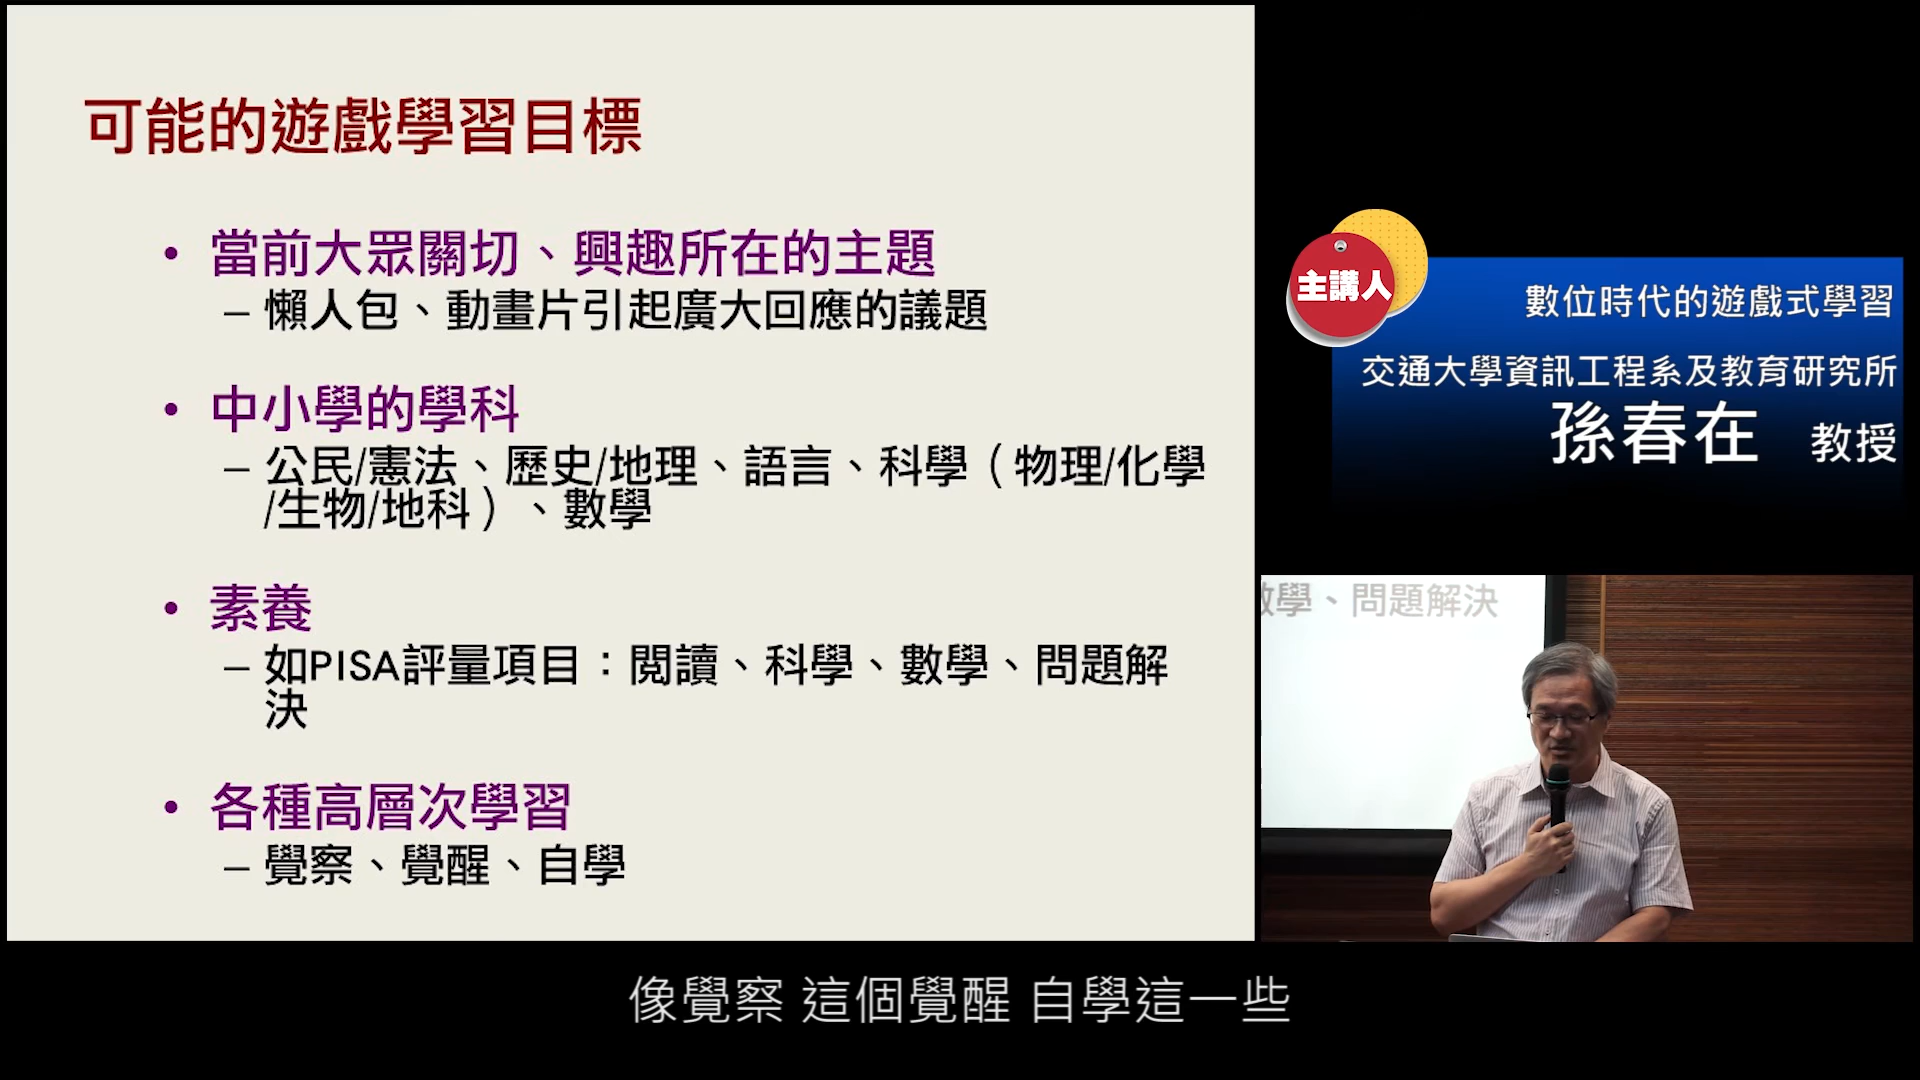 可能的遊戲學習目標
• 當前大眾關切、興趣所在的主題
– 懶人包、動畫片引起廣大回應的議題
• 中小學的學科
– 公民/憲法、歷史/地理、語言、科學（物理/化學
/生物/地科）、數學
• 素養
– 如PISA評量項目：閱讀、科學、數學、問題解
決
• 各種高層次學習
– 覺察、覺醒、自學
主講人
數位時代的遊戲式學習
交通大學資訊工程系及教育研究所
孫春在 教授
數學、問題解決
像覺察 這個覺醒 自學這一些